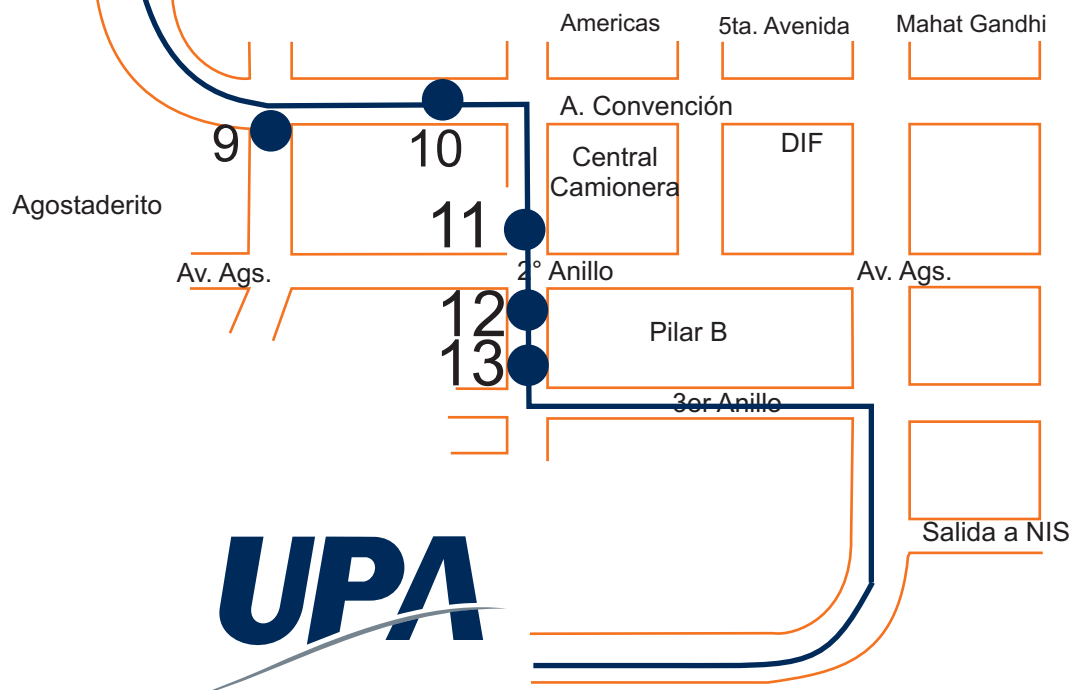 Americas
5ta. Avenida
Mahat Gandhi
A. Convención
9
10
Central
Camionera
DIF
Agostaderito
11
Av. Ags.
2° Anillo
Av. Ags.
12
Pilar B
13
3er Anillo
Salida a NIS
UPA